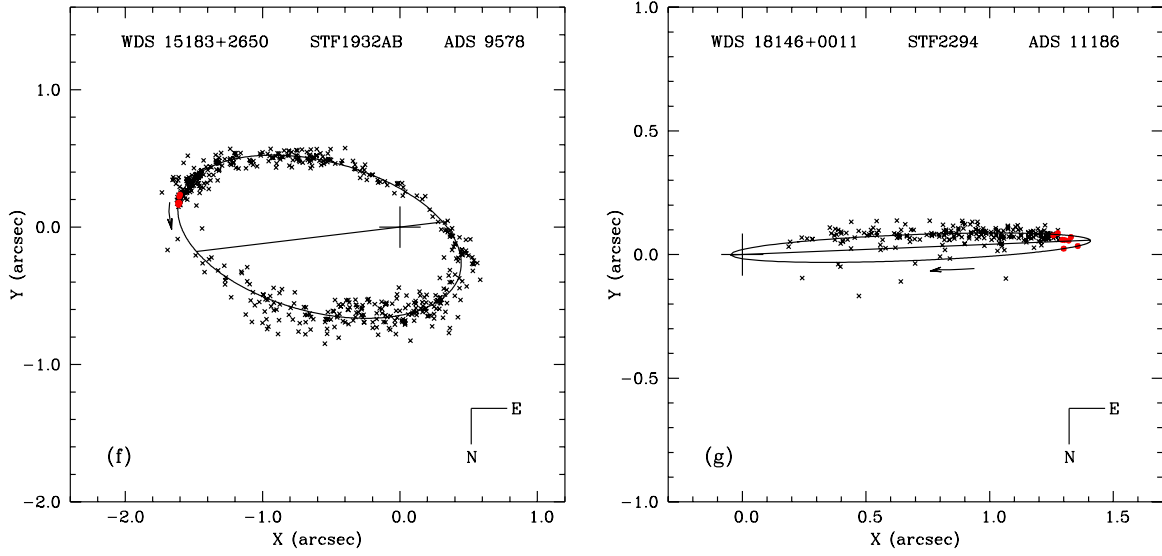 WDS 15183+2650 STF1932AB ADS 9578
1.0
0.0
−1.0
−2.0
Y (arcsec)
E
N
(f)
−2.0 −1.0 0.0 1.0
X (arcsec)
WDS 18146+0011 STF2294 ADS 11186
1.0
0.5
0.0
−0.5
−1.0
Y (arcsec)
E
N
(g)
0.0 0.5 1.0 1.5
X (arcsec)